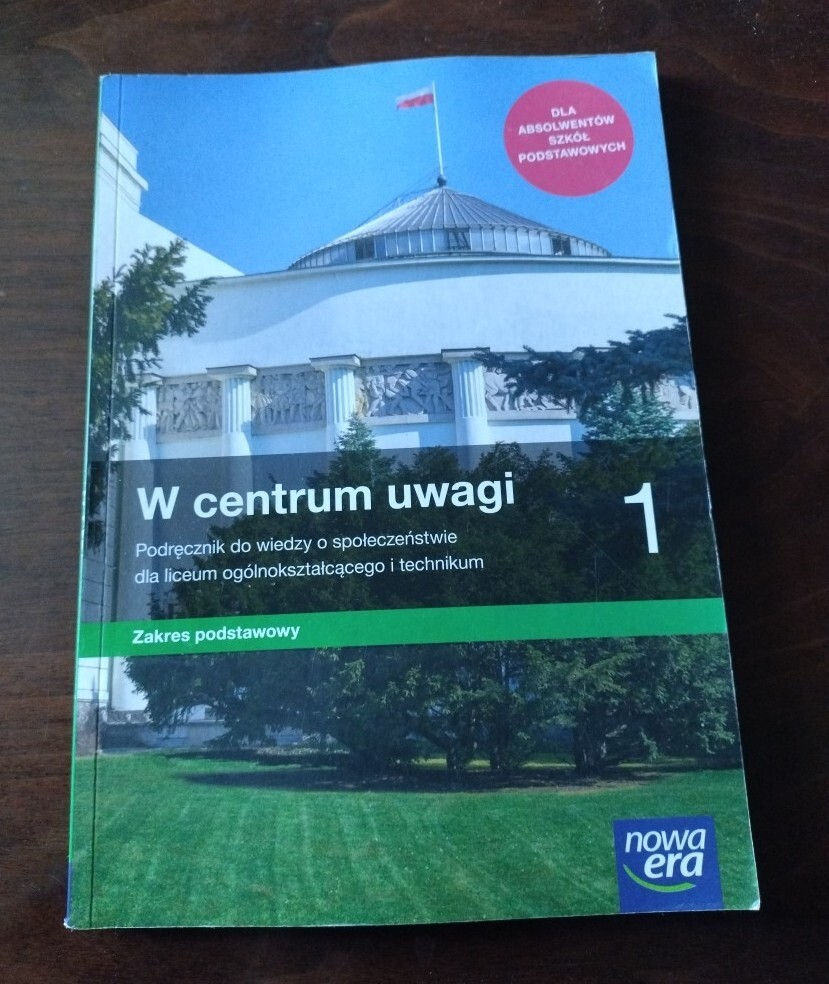 DLA
ABSOLWENTÓW
SZKÓŁ
PODSTAWOWYCH
W centrum uwagi 1
Podręcznik do wiedzy o społeczeństwie
dla liceum ogólnokształcącego i technikum
Zakres podstawowy
nowa
era